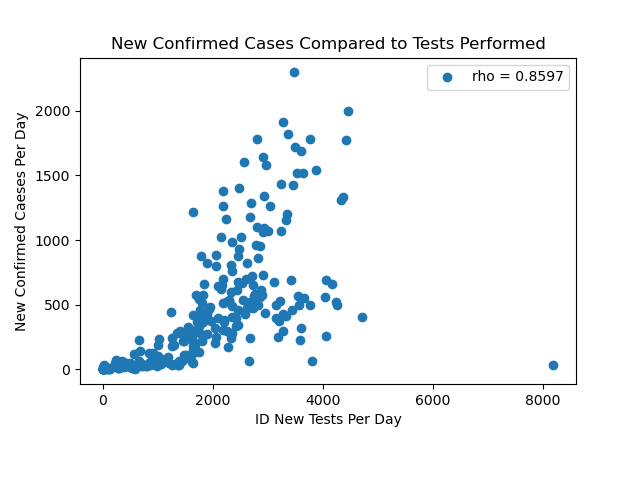 New Confirmed Cases Compared to Tests Performed
rho = 0.8597
2000
1500
1000
500
0
New Confirmed Caeses Per Day
0 2000 4000 6000 8000
ID New Tests Per Day